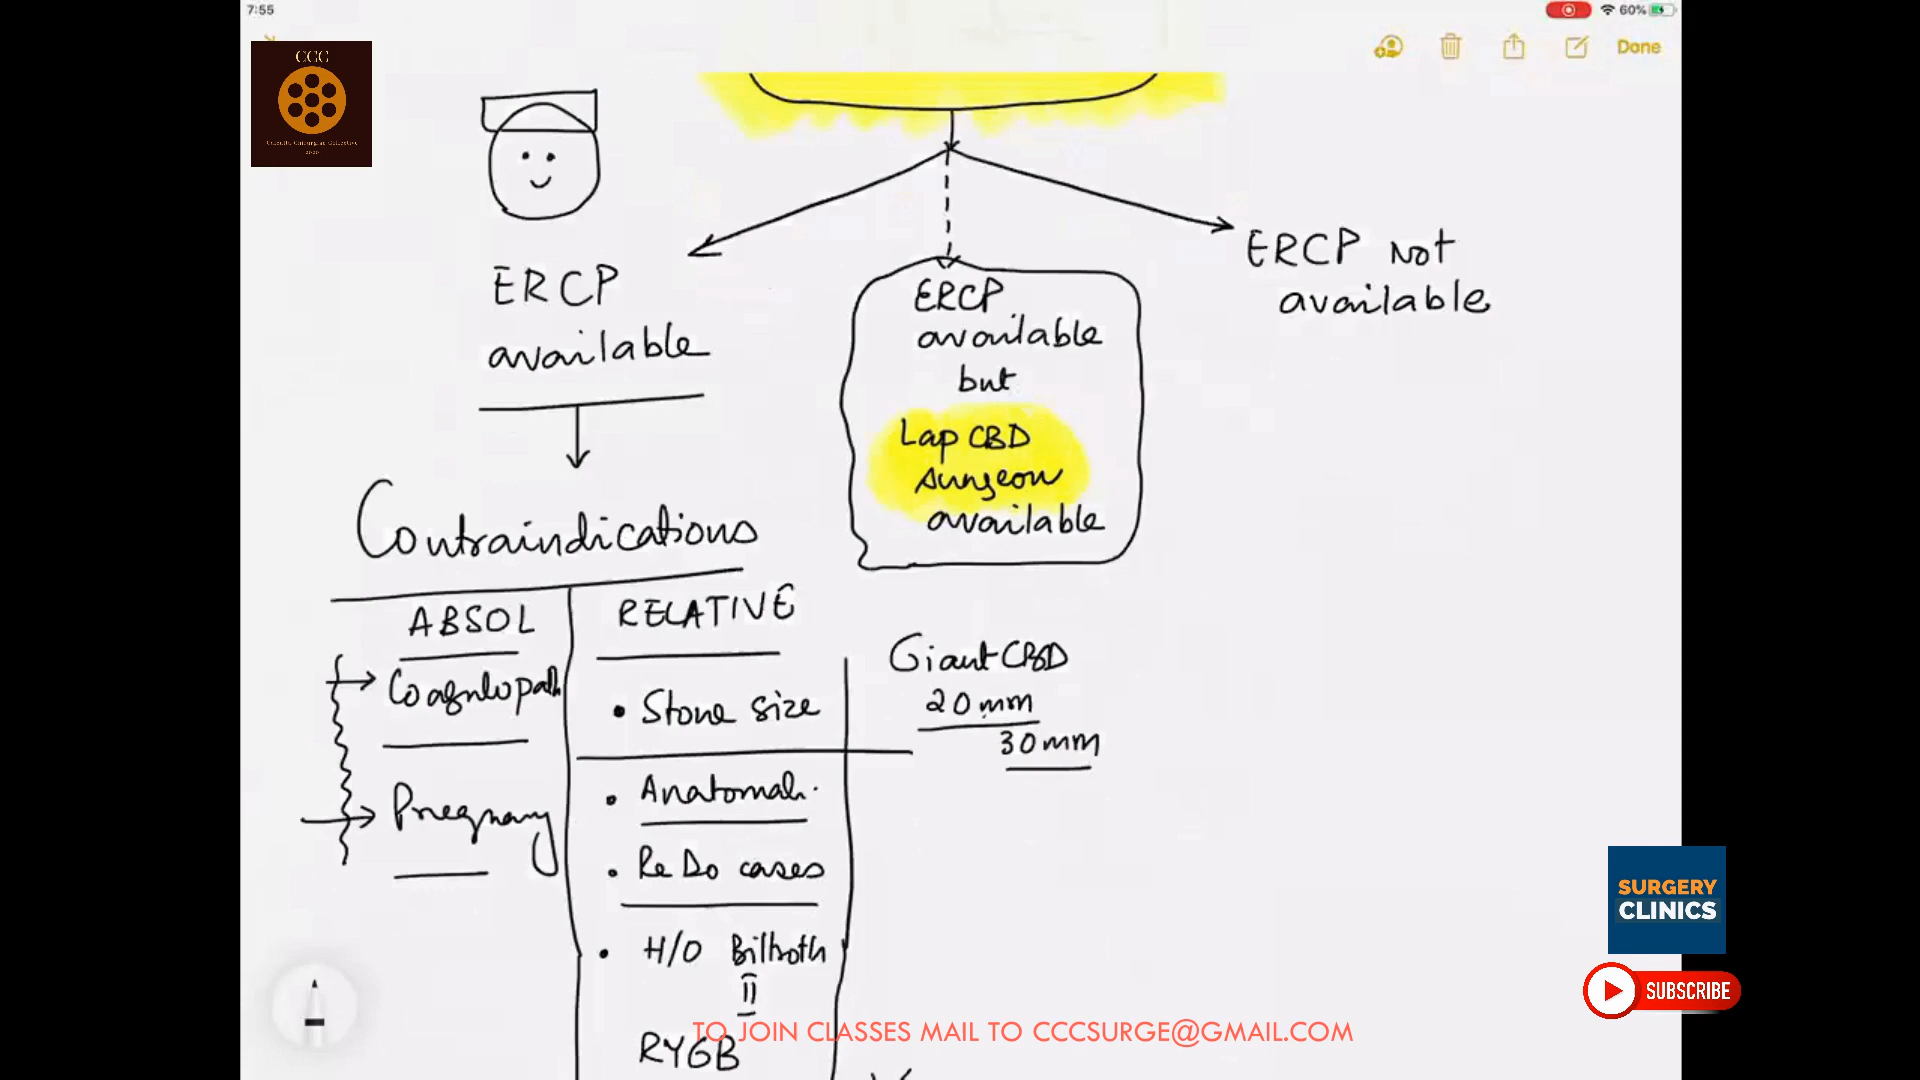 7:55
60%
Done
CCC
2020
ERCP
available
ERCP
available
but
Lap CBD
surgeon
available
ERCP Not
available
Contraindications
ABSOL
RELATIVE
Coagulopath
Pregnancy
• Stone size
• Anatomical.
• ReDo cases
• H/O Billroth
II
RYGB
Giant CBD
20mm
30mm
SURGERY
CLINICS
SUBSCRIBE
TO JOIN CLASSES MAIL TO CCCSURGE@GMAIL.COM